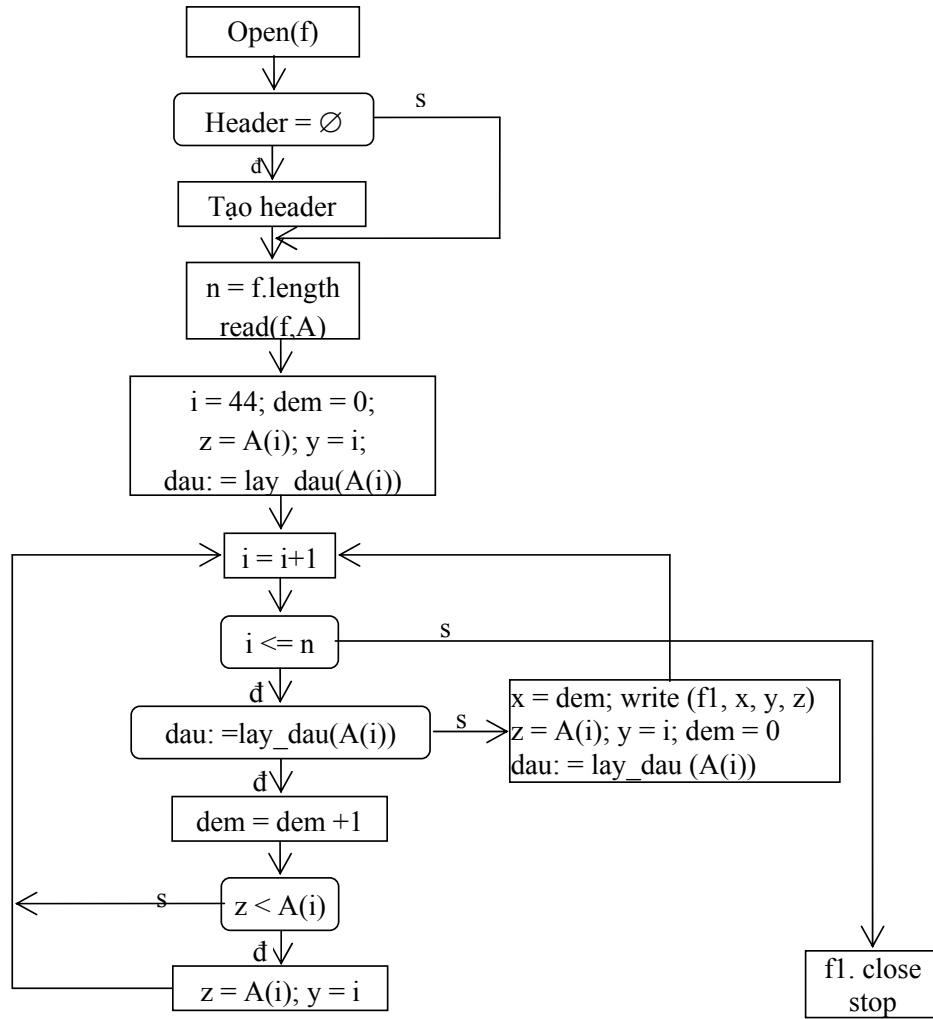 Open(f)
s
Header = ∅
đ
Tạo header
n = f.length
read(f,A)
i = 44; dem = 0;
z = A(i); y = i;
dau: = lay_dau(A(i))
i = i+1
i <= n
s
đ
dau: =lay_dau(A(i))
s
x = dem; write (f1, x, y, z)
z = A(i); y = i; dem = 0
dau: = lay_dau (A(i))
đ
dem = dem +1
z < A(i)
s
đ
z = A(i); y = i
f1. close
stop